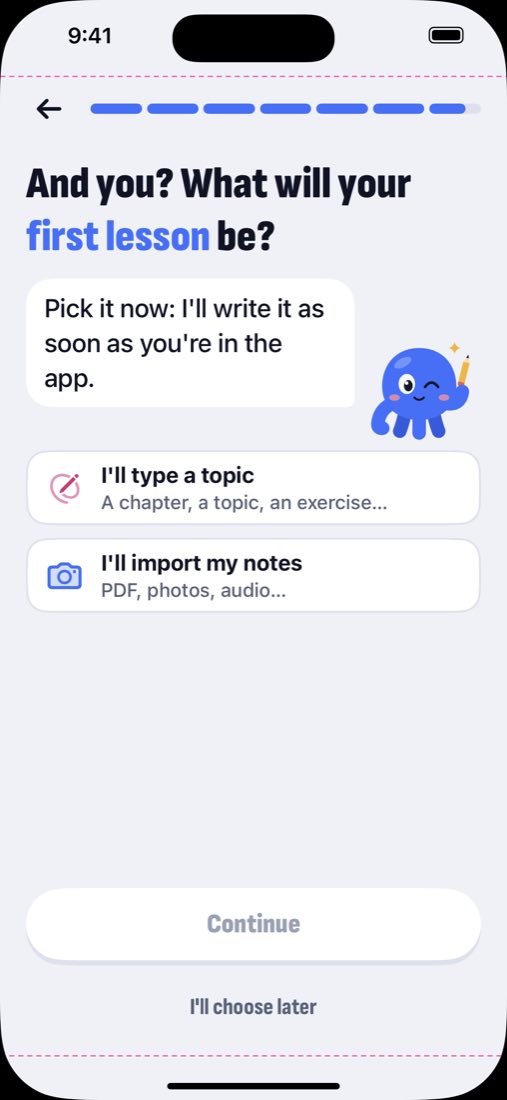 9:41
And you? What will your
first lesson be?
Pick it now: I'll write it as
soon as you're in the
app.
I'll type a topic
A chapter, a topic, an exercise...
I'll import my notes
PDF, photos, audio...
Continue
I'll choose later